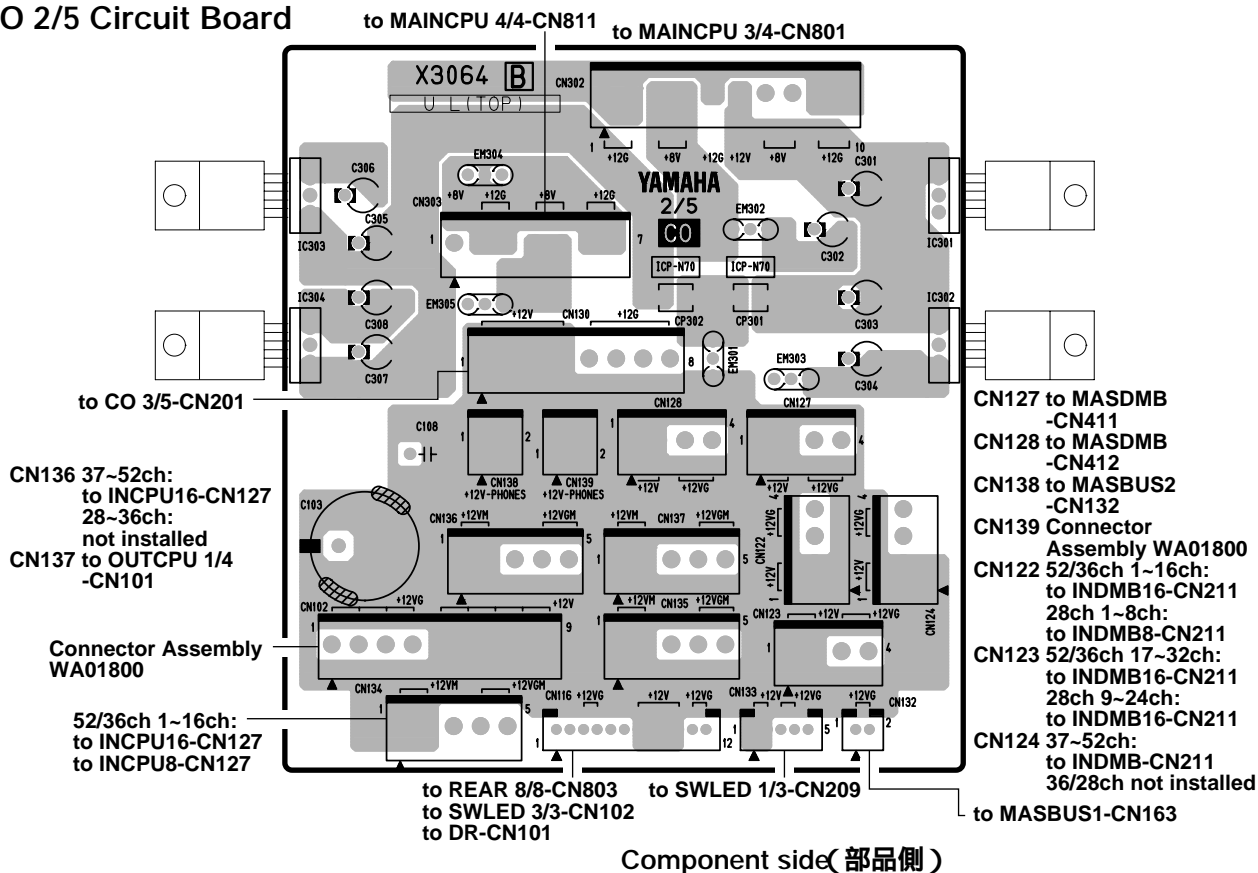 O 2/5 Circuit Board
to MAINCPU 4/4-CN811
to MAINCPU 3/4-CN801
X3064 B
U L (TOP)
CN302
1 +12G +8V +12G +12V +8V +12G 10
C306
C305
IC303
EM304
CN303 +8V +12G +8V +12G
1 7
YAMAHA
2/5
CO
EM302
C301
C302
IC301
ICP-N70 ICP-N70
CP302 CP301
IC304
C308
C307
EM305
+12V CN130 +12G
1 8
EM301
EM303
C303
C304
IC302
to CO 3/5-CN201
C108
1 2
CN138
+12V-PHONES
1 2
CN139
+12V-PHONES
CN128
1 4
+12V +12VG
CN127
1 4
+12V +12VG
CN127 to MASDMB
-CN411
CN128 to MASDMB
-CN412
CN138 to MASBUS2
-CN132
CN139 Connector
Assembly WA01800
CN122 52/36ch 1~16ch:
to INDMB16-CN211
28ch 1~8ch:
to INDMB8-CN211
CN123 52/36ch 17~32ch:
to INDMB16-CN211
28ch 9~24ch:
to INDMB16-CN211
CN124 37~52ch:
to INDMB-CN211
36/28ch not installed
CN136 37~52ch:
to INCPU16-CN127
28~36ch:
not installed
CN137 to OUTCPU 1/4
-CN101
C103
CN136 +12VM +12VGM
1 5
+12VM CN137 +12VGM
1 5
CN122
1 +12V +12VG 4
1 +12V +12VG 4
CN124
CN102 +12VG +12V
1 9
+12VM CN135 +12VGM
1 5
CN123 +12V +12VG
1 4
Connector Assembly
WA01800
CN134 +12VM +12VGM
1 5
CN116 +12VG +12V
1 12
CN133 +12V +12VG
1 5
+12VG CN132
1 2
52/36ch 1~16ch:
to INCPU16-CN127
to INCPU8-CN127
to REAR 8/8-CN803
to SWLED 3/3-CN102
to DR-CN101
to SWLED 1/3-CN209
to MASBUS1-CN163
Component side(部品側)